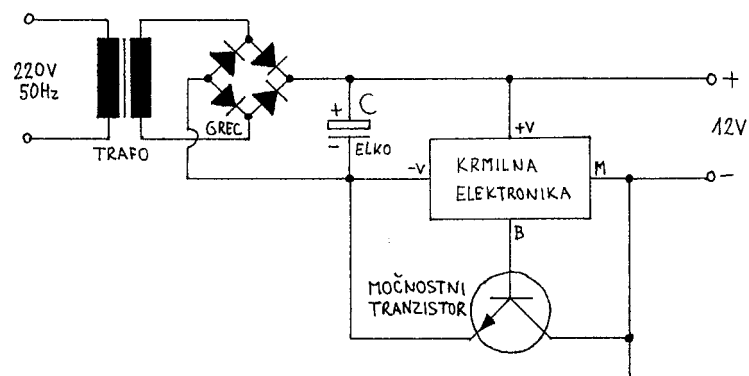 220V
50Hz
TRAFO
GREC
+ C
-
ELKO
+V
-V
KRMILNA
ELEKTRONIKA
M
B
+
12V
-
MOČNOSTNI
TRANZISTOR